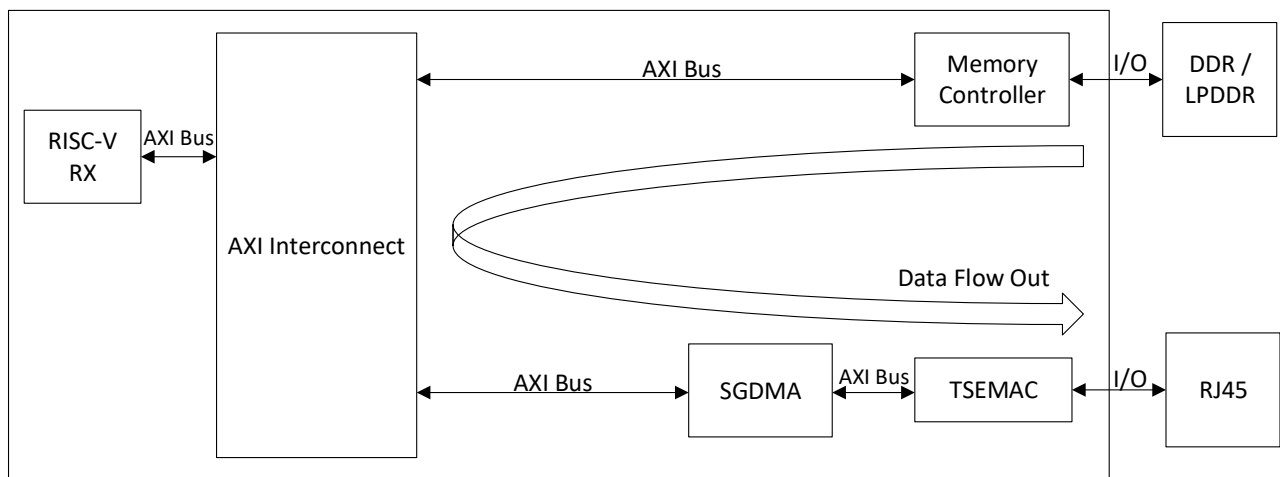 AXI Bus
Memory
Controller
I/O
DDR /
LPDDR
RISC-V
RX
AXI Bus
AXI Interconnect
Data Flow Out
AXI Bus
SGDMA
AXI Bus
TSEMAC
I/O
RJ45